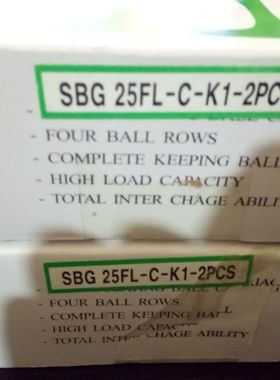 SBG 25FL-C-K1-2PC
- FOUR BALL ROWS
- COMPLETE KEEPING BALL
- HIGH LOAD CAPACITY
- TOTAL INTER CHAGE ABILITY
SBG 25FL-C-K1-2PCS
- FOUR BALL ROWS
- COMPLETE KEEPING BALL
- HIGH LOAD CAPACITY
- TOTAL INTER CHAGE ABILITY